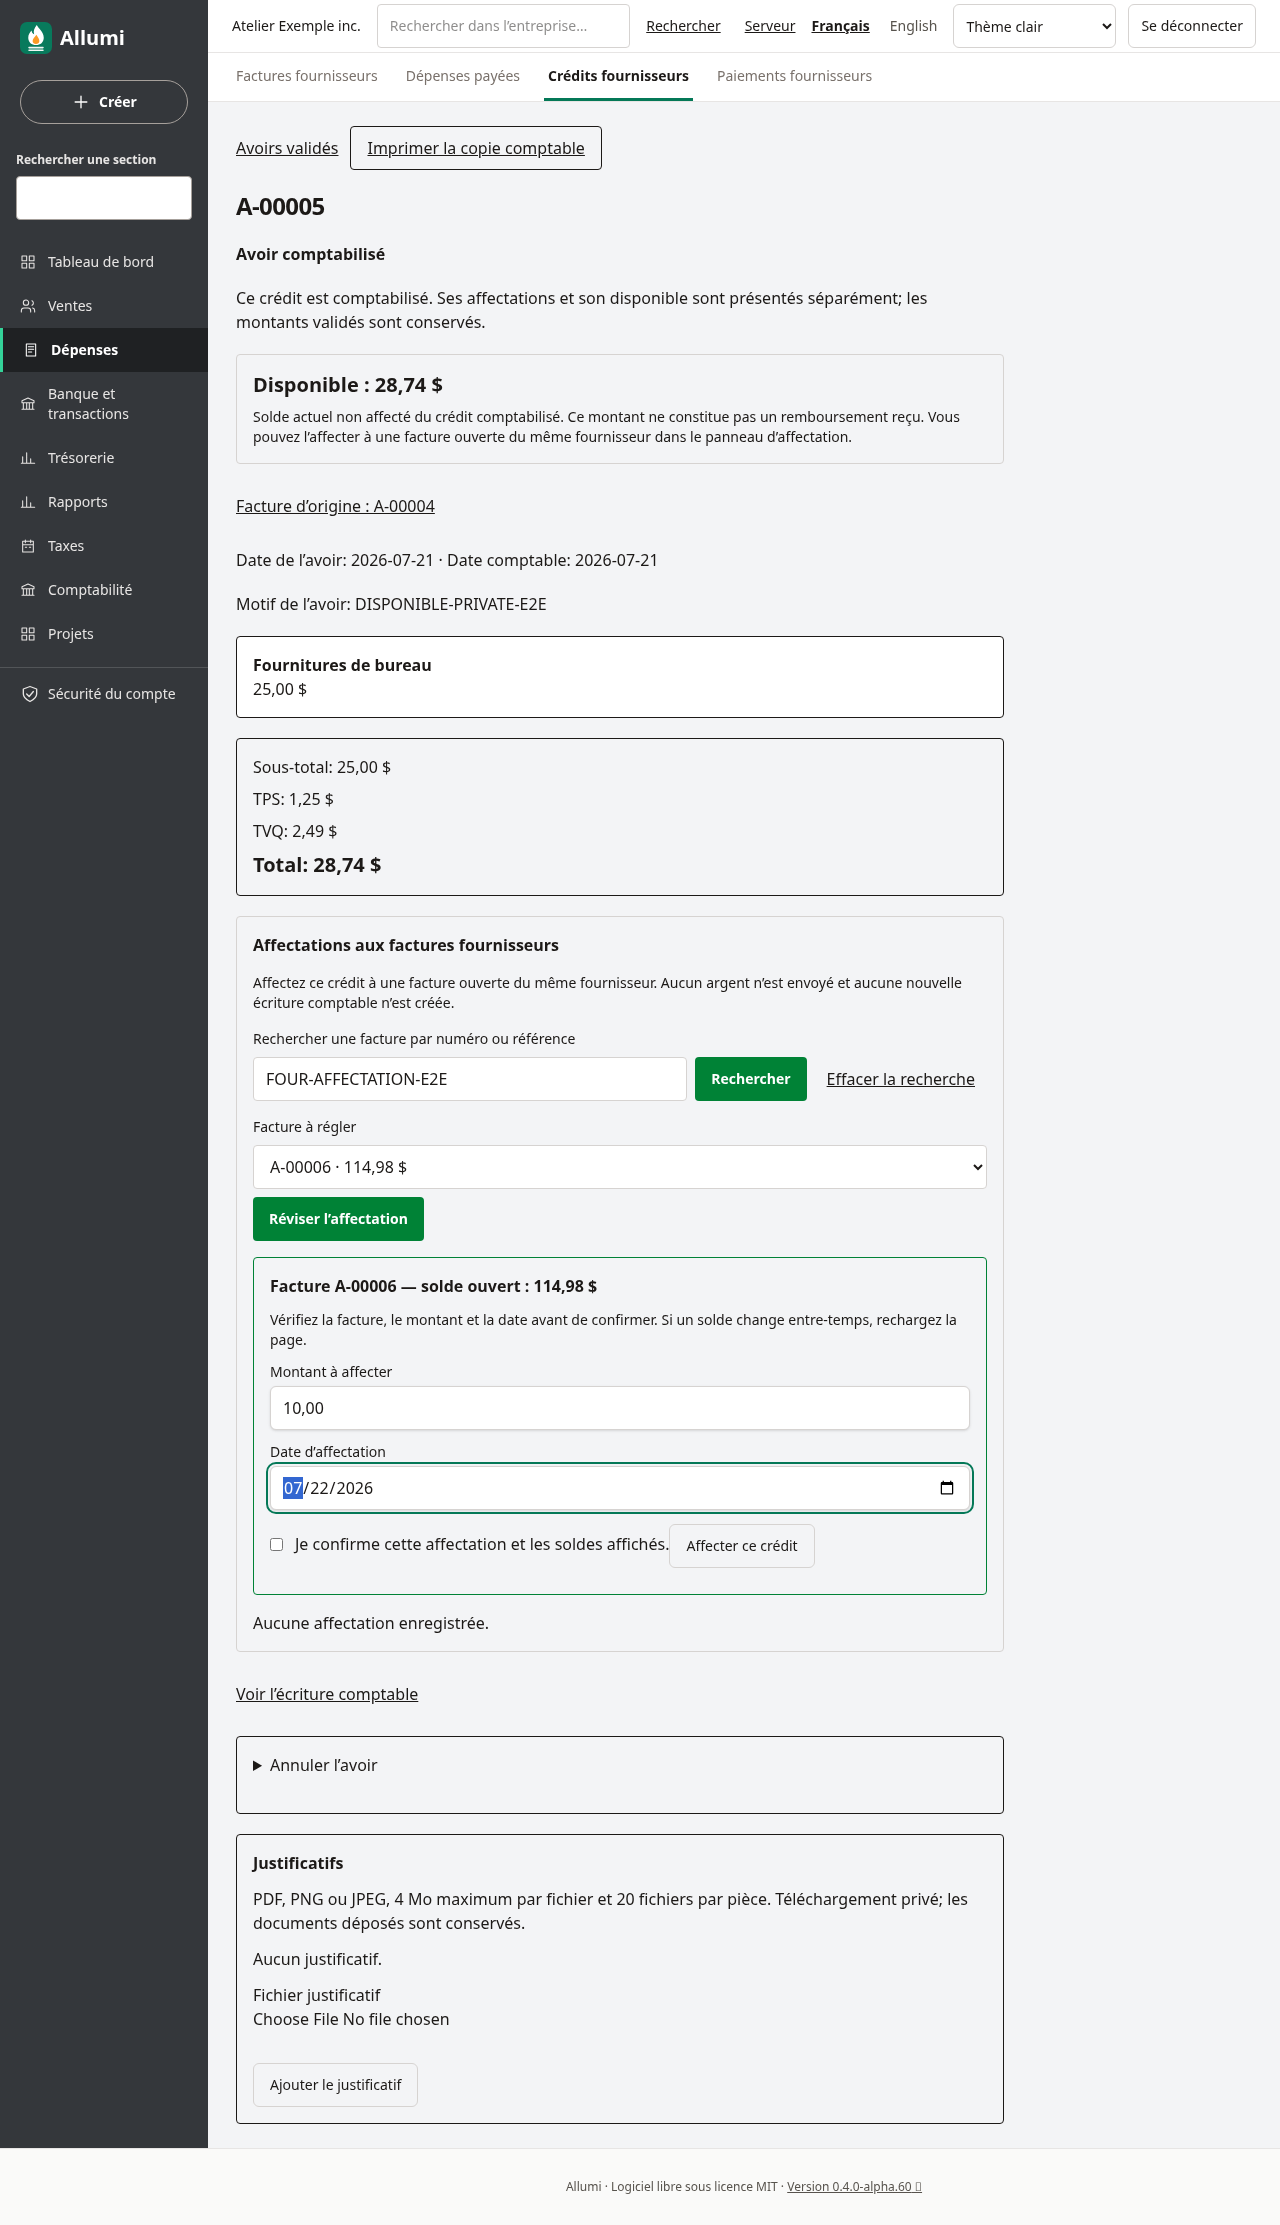 Allumi
Créer
Rechercher une section
Tableau de bord
Ventes
Dépenses
Banque et
transactions
Trésorerie
Rapports
Taxes
Comptabilité
Projets
Sécurité du compte
Atelier Exemple inc.
Rechercher dans l’entreprise…
Rechercher
Serveur
Français
English
Thème clair
Se déconnecter
Factures fournisseurs
Dépenses payées
Crédits fournisseurs
Paiements fournisseurs
Avoirs validés
Imprimer la copie comptable
A-00005
Avoir comptabilisé
Ce crédit est comptabilisé. Ses affectations et son disponible sont présentés séparément; les
montants validés sont conservés.
Disponible : 28,74 $
Solde actuel non affecté du crédit comptabilisé. Ce montant ne constitue pas un remboursement reçu. Vous
pouvez l’affecter à une facture ouverte du même fournisseur dans le panneau d’affectation.
Facture d’origine : A-00004
Date de l’avoir: 2026-07-21 · Date comptable: 2026-07-21
Motif de l’avoir: DISPONIBLE-PRIVATE-E2E
Fournitures de bureau
25,00 $
Sous-total: 25,00 $
TPS: 1,25 $
TVQ: 2,49 $
Total: 28,74 $
Affectations aux factures fournisseurs
Affectez ce crédit à une facture ouverte du même fournisseur. Aucun argent n’est envoyé et aucune nouvelle
écriture comptable n’est créée.
Rechercher une facture par numéro ou référence
FOUR-AFFECTATION-E2E
Rechercher
Effacer la recherche
Facture à régler
A-00006 · 114,98 $
Réviser l’affectation
Facture A-00006 — solde ouvert : 114,98 $
Vérifiez la facture, le montant et la date avant de confirmer. Si un solde change entre-temps, rechargez la
page.
Montant à affecter
10,00
Date d’affectation
07/22/2026
Je confirme cette affectation et les soldes affichés.
Affecter ce crédit
Aucune affectation enregistrée.
Voir l’écriture comptable
Annuler l’avoir
Justificatifs
PDF, PNG ou JPEG, 4 Mo maximum par fichier et 20 fichiers par pièce. Téléchargement privé; les
documents déposés sont conservés.
Aucun justificatif.
Fichier justificatif
Choose File No file chosen
Ajouter le justificatif
Allumi · Logiciel libre sous licence MIT · Version 0.4.0-alpha.60